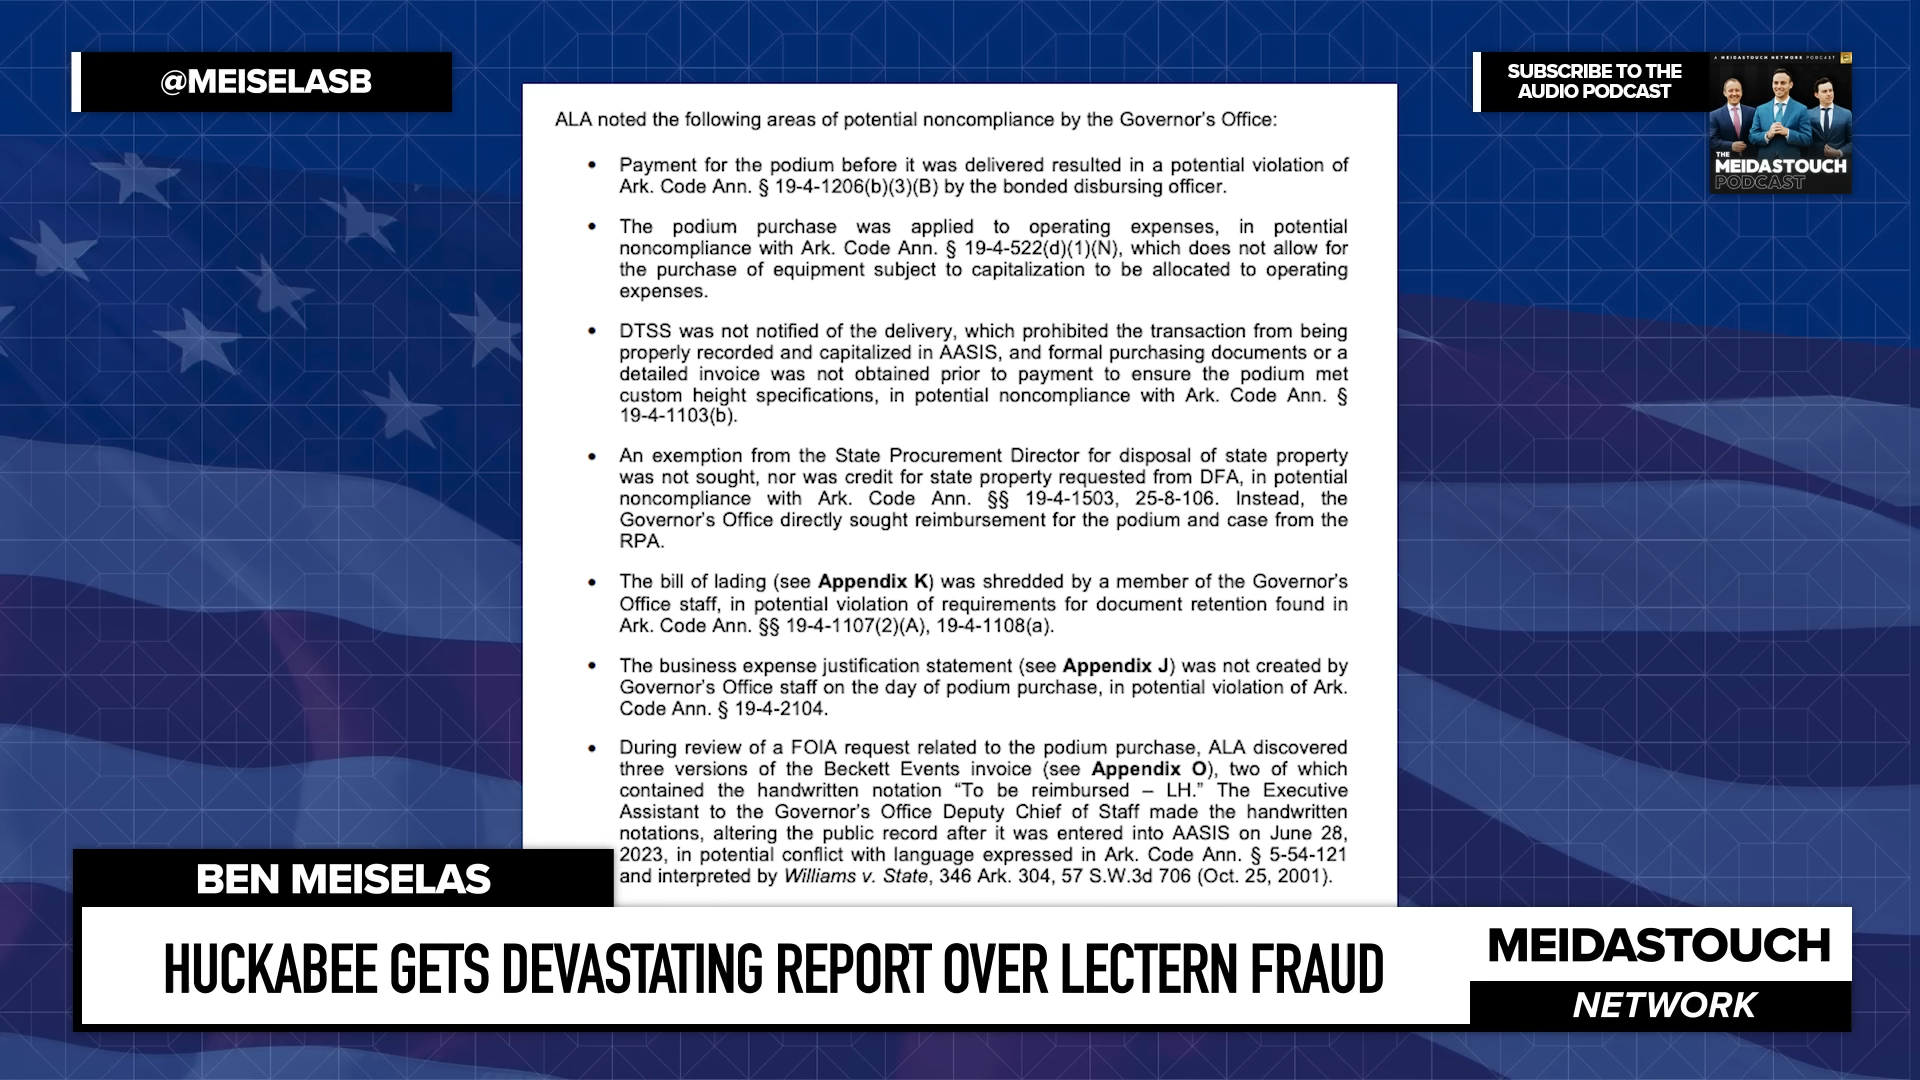 @MEISELASB
SUBSCRIBE TO THE
AUDIO PODCAST
A MEIDASTOUCH NETWORK PODCAST
THE
MEIDASTOUCH
PODCAST
ALA noted the following areas of potential noncompliance by the Governor's Office:
• Payment for the podium before it was delivered resulted in a potential violation of
Ark. Code Ann. § 19-4-1206(b)(3)(B) by the bonded disbursing officer.
• The podium purchase was applied to operating expenses, in potential
noncompliance with Ark. Code Ann. § 19-4-522(d)(1)(N), which does not allow for
the purchase of equipment subject to capitalization to be allocated to operating
expenses.
• DTSS was not notified of the delivery, which prohibited the transaction from being
properly recorded and capitalized in AASIS, and formal purchasing documents or a
detailed invoice was not obtained prior to payment to ensure the podium met
custom height specifications, in potential noncompliance with Ark. Code Ann. §
19-4-1103(b).
• An exemption from the State Procurement Director for disposal of state property
was not sought, nor was credit for state property requested from DFA, in potential
noncompliance with Ark. Code Ann. §§ 19-4-1503, 25-8-106. Instead, the
Governor's Office directly sought reimbursement for the podium and case from the
RPA.
• The bill of lading (see Appendix K) was shredded by a member of the Governor's
Office staff, in potential violation of requirements for document retention found in
Ark. Code Ann. §§ 19-4-1107(2)(A), 19-4-1108(a).
• The business expense justification statement (see Appendix J) was not created by
Governor's Office staff on the day of podium purchase, in potential violation of Ark.
Code Ann. § 19-4-2104.
• During review of a FOIA request related to the podium purchase, ALA discovered
three versions of the Beckett Events invoice (see Appendix O), two of which
contained the handwritten notation “To be reimbursed – LH.” The Executive
Assistant to the Governor's Office Deputy Chief of Staff made the handwritten
notations, altering the public record after it was entered into AASIS on June 28,
2023, in potential conflict with language expressed in Ark. Code Ann. § 5-54-121
and interpreted by Williams v. State, 346 Ark. 304, 57 S.W.3d 706 (Oct. 25, 2001).
BEN MEISELAS
HUCKABEE GETS DEVASTATING REPORT OVER LECTERN FRAUD
MEIDASTOUCH
NETWORK